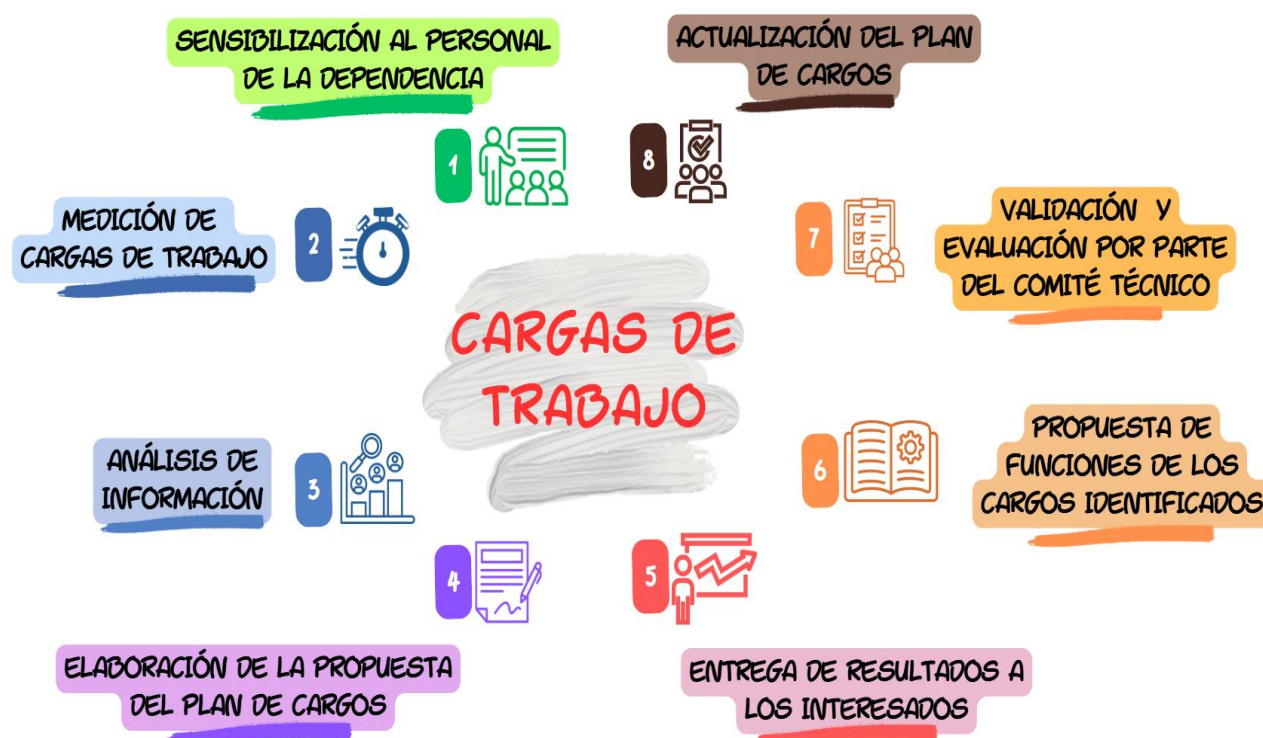 SENSIBILIZACIÓN AL PERSONAL
DE LA DEPENDENCIA
1
MEDICIÓN DE
CARGAS DE TRABAJO
2
ANÁLISIS DE
INFORMACIÓN
3
4
ELABORACIÓN DE LA PROPUESTA
DEL PLAN DE CARGOS
CARGAS DE
TRABAJO
5
ENTREGA DE RESULTADOS A
LOS INTERESADOS
6
PROPUESTA DE
FUNCIONES DE LOS
CARGOS IDENTIFICADOS
7
VALIDACIÓN Y
EVALUACIÓN POR PARTE
DEL COMITÉ TÉCNICO
ACTUALIZACIÓN DEL PLAN
DE CARGOS
8